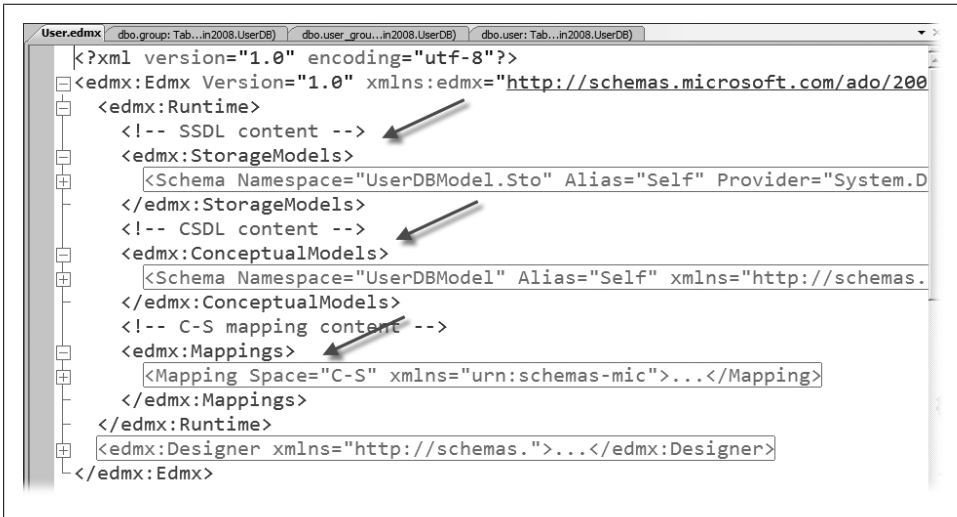 User.edmx dbo.group: Tab...in2008.UserDB) dbo.user_grou...in2008.UserDB) dbo.user: Tab...in2008.UserDB)
<?xml version="1.0" encoding="utf-8"?>
<edmx:Edmx Version="1.0" xmlns:edmx="http://schemas.microsoft.com/ado/200
<edmx:Runtime>
<!-- SSDL content -->
<edmx:StorageModels>
<Schema Namespace="UserDBModel.Sto" Alias="Self" Provider="System.D
</edmx:StorageModels>
<!-- CSDL content -->
<edmx:ConceptualModels>
<Schema Namespace="UserDBModel" Alias="Self" xmlns="http://schemas.
</edmx:ConceptualModels>
<!-- C-S mapping content -->
<edmx:Mappings>
<Mapping Space="C-S" xmlns="urn:schemas-mic">...</Mapping>
</edmx:Mappings>
</edmx:Runtime>
<edmx:Designer xmlns="http://schemas.">...</edmx:Designer>
</edmx:Edmx>